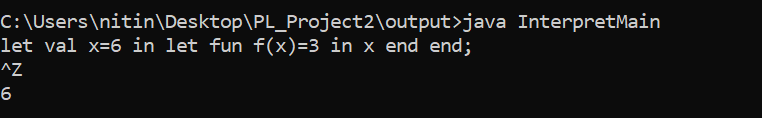 C:\Users\nitin\Desktop\PL_Project2\output>java InterpretMain
let val x=6 in let fun f(x)=3 in x end end;
^Z
6